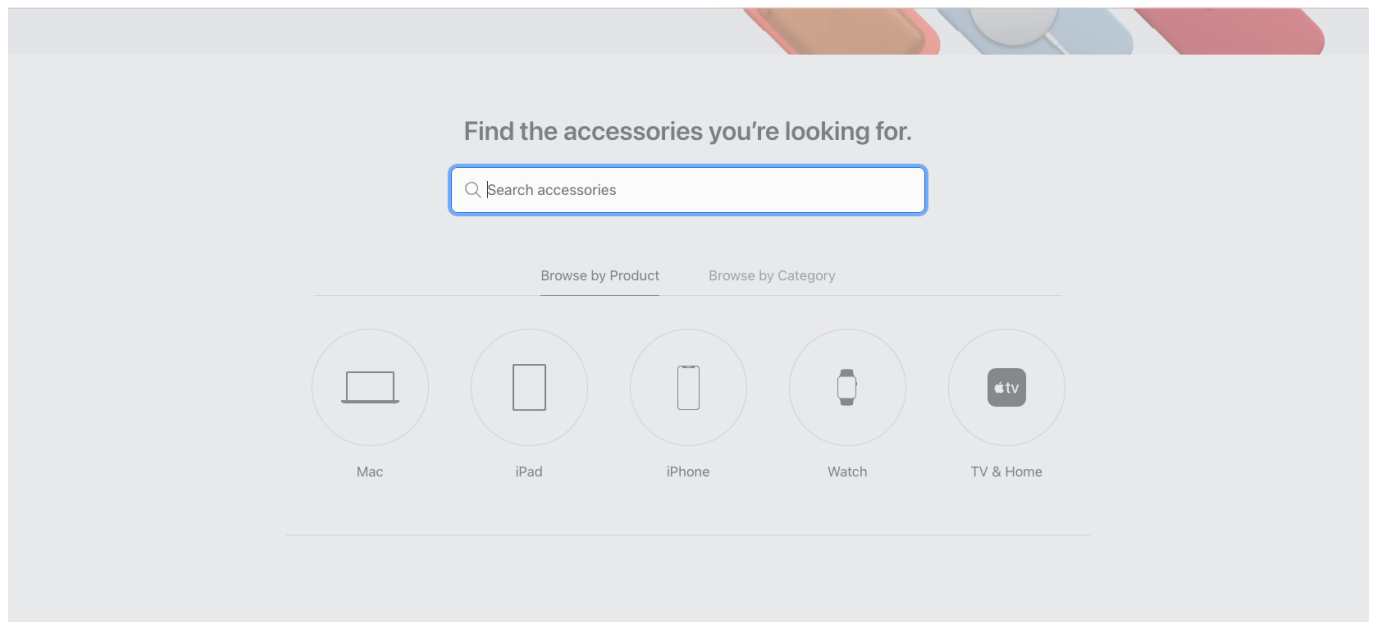 Find the accessories you’re looking for.
Search accessories
Browse by Product Browse by Category
tv
Mac iPad iPhone Watch TV & Home